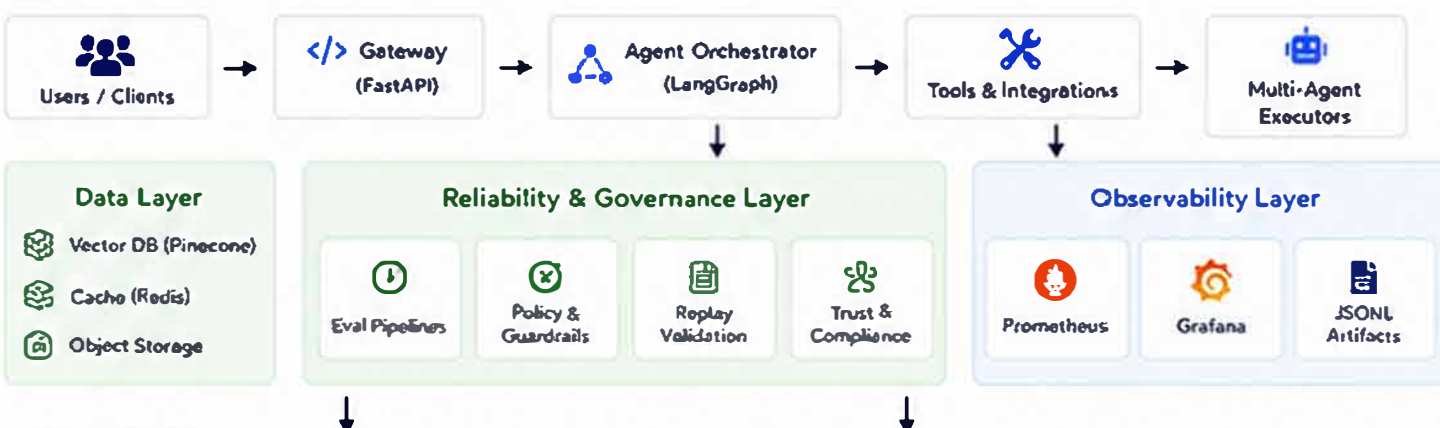 Users / Clients
</> Gateway
(FastAPI)
Agent Orchestrator
(LangGraph)
Tools & Integrations
Multi-Agent
Executors
Data Layer
Vector DB (Pinecone)
Cache (Redis)
Object Storage
Reliability & Governance Layer
Eval Pipelines
Policy &
Guardrails
Replay
Validation
Trust &
Compliance
Observability Layer
Prometheus
Grafana
JSONL
Artifacts